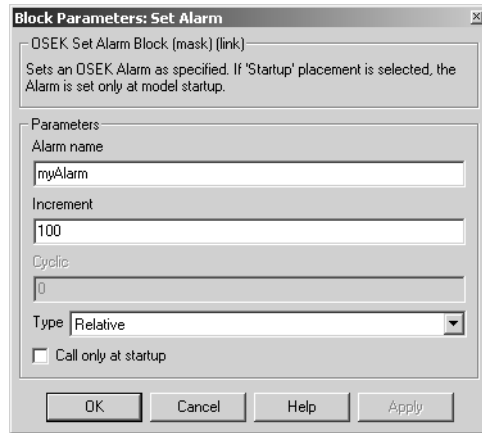 Block Parameters: Set Alarm
OSEK Set Alarm Block (mask) (link)
Sets an OSEK Alarm as specified. If 'Startup' placement is selected, the
Alarm is set only at model startup.
Parameters
Alarm name
myAlarm
Increment
100
Cyclic
0
Type Relative
Call only at startup
OK Cancel Help Apply